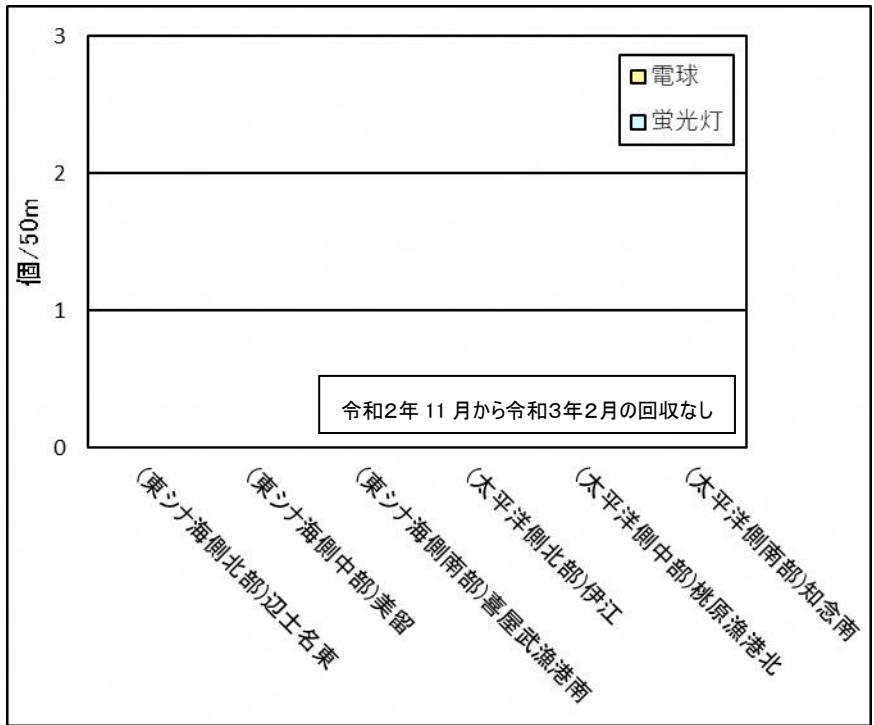 3
電球
蛍光灯
2
個/50m
1
令和2年 11 月から令和3年2月の回収なし
0
(東シナ海側北部)辺士名東
(東シナ海側中部)美留
(東シナ海側南部)喜屋武漁港南
(太平洋側北部)伊江
(太平洋側中部)桃原漁港北
(太平洋側南部)知念南